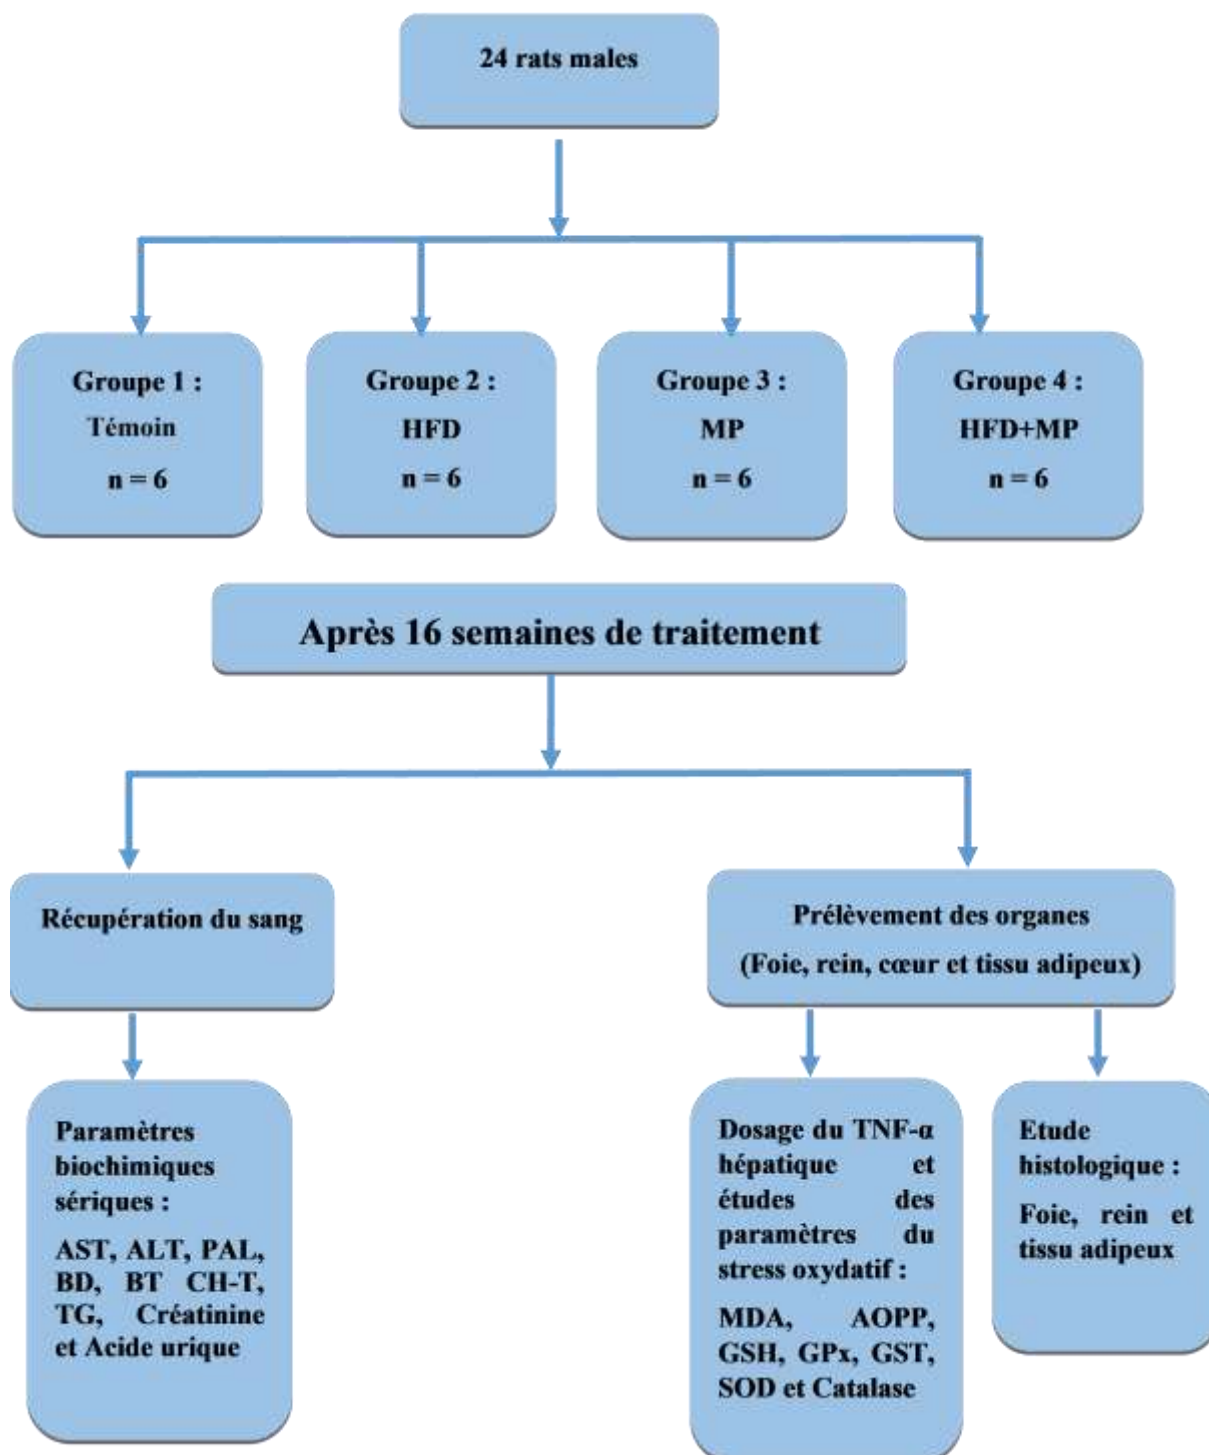 24 rats males
Groupe 1 :
Témoin
n = 6
Groupe 2 :
HFD
n = 6
Groupe 3 :
MP
n = 6
Groupe 4 :
HFD+MP
n = 6
Après 16 semaines de traitement
Récupération du sang
Prélèvement des organes
(Foie, rein, cœur et tissu adipeux)
Paramètres
biochimiques
sériques :
AST, ALT, PAL,
BD, BT CH-T,
TG, Créatinine
et Acide urique
Dosage du TNF-α
hépatique et
études des
paramètres du
stress oxydatif :
MDA, AOPP,
GSH, GPx, GST,
SOD et Catalase
Etude
histologique :
Foie, rein et
tissu adipeux